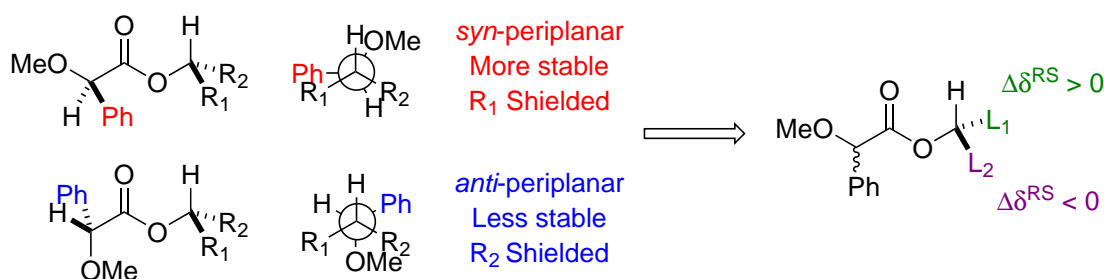 O
H
MeO
O
R₂
R₁
H
Ph
H
OMe
Ph
R₁
R₂
H
syn-periplanar
More stable
R₁ Shielded
Ph
O
H
H
O
R₂
R₁
OMe
H
H
Ph
R₁
R₂
OMe
anti-periplanar
Less stable
R₂ Shielded
O
H
MeO
O
L₁
L₂
Ph
Δδᴿˢ > 0
Δδᴿˢ < 0